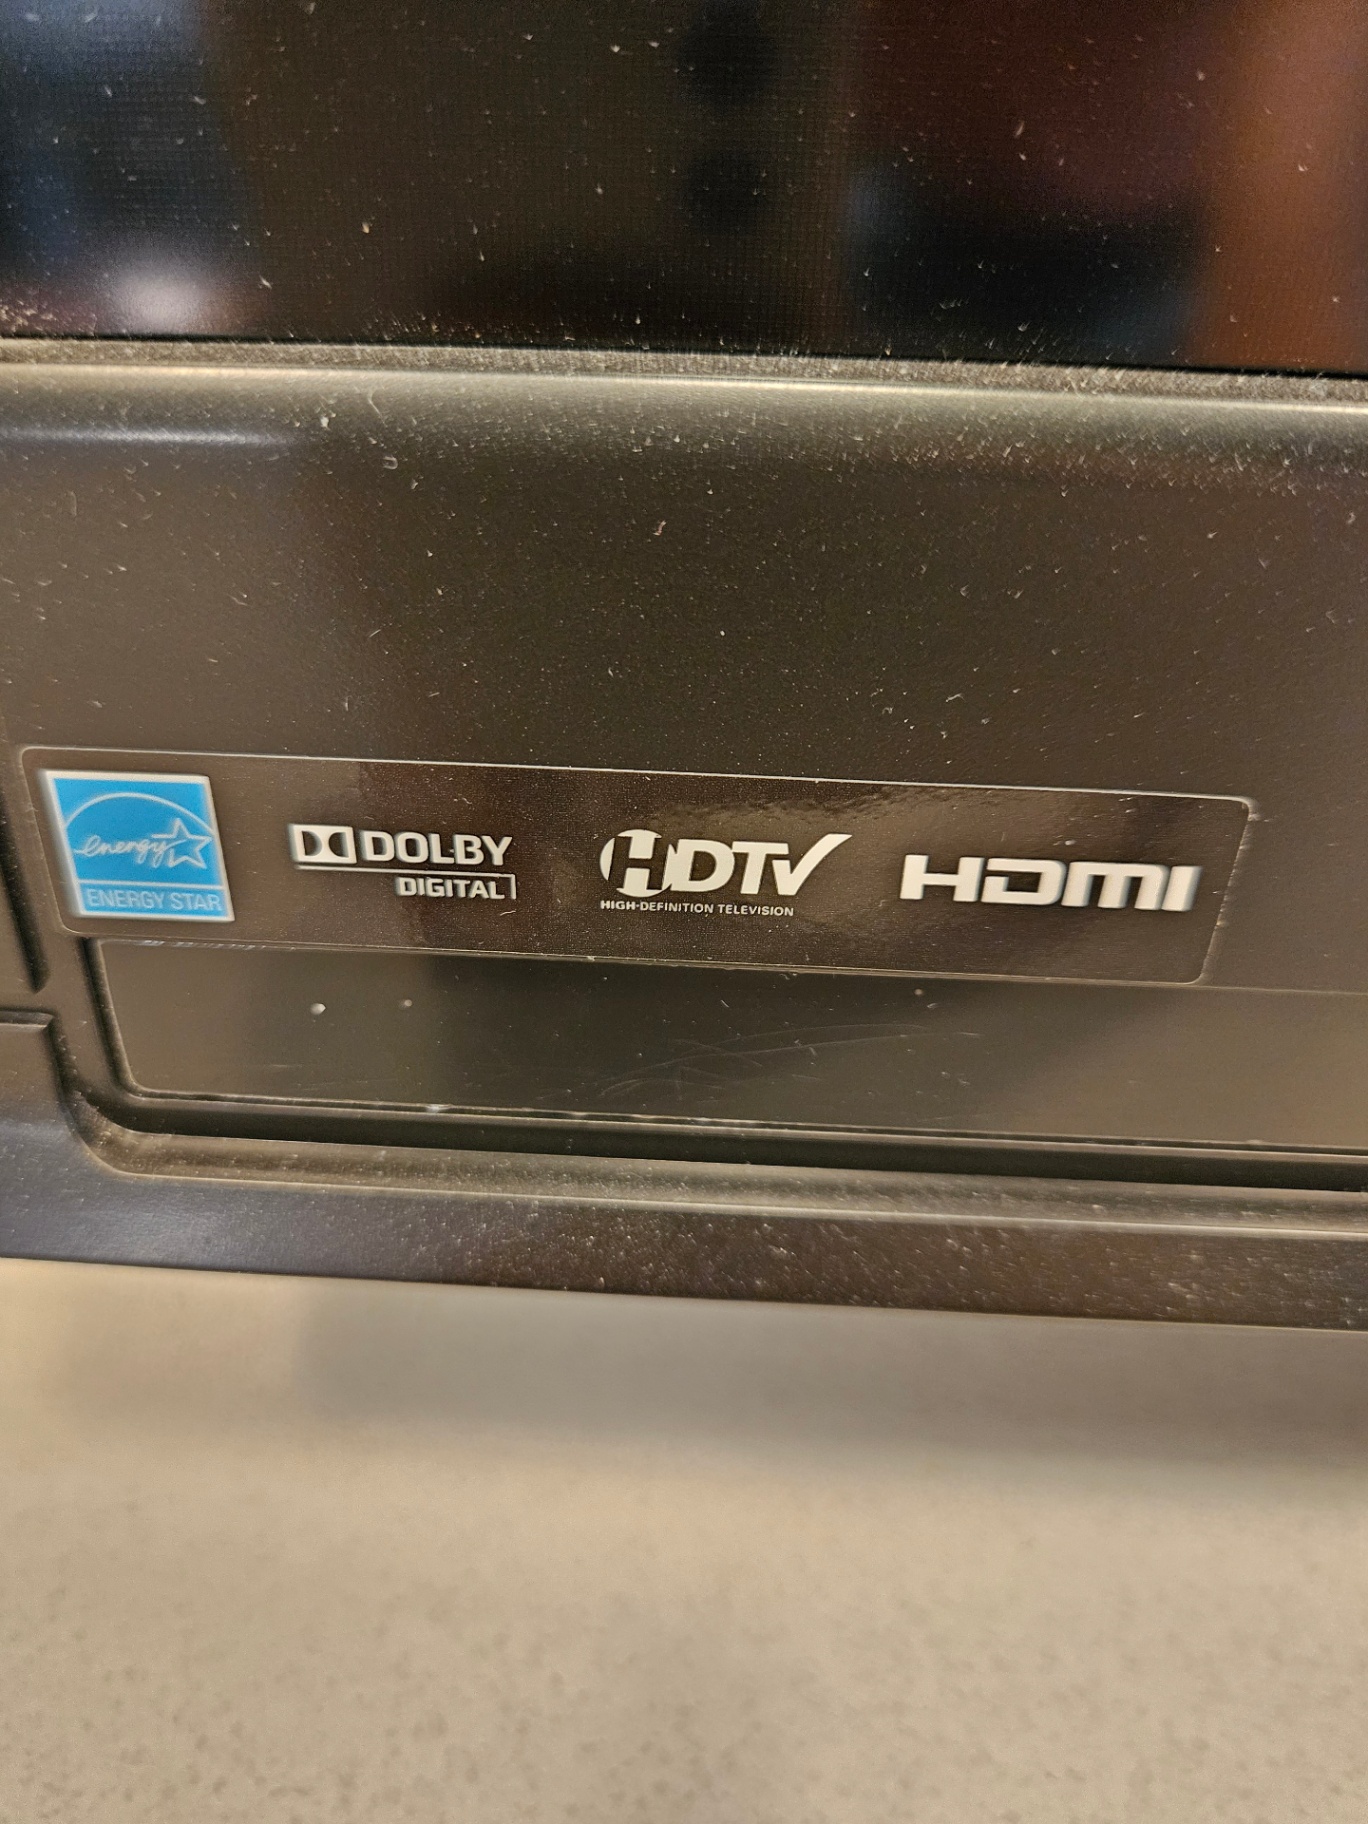 energy
ENERGY STAR
DOLBY
DIGITAL
HDTV
HIGH-DEFINITION TELEVISION
HDMI